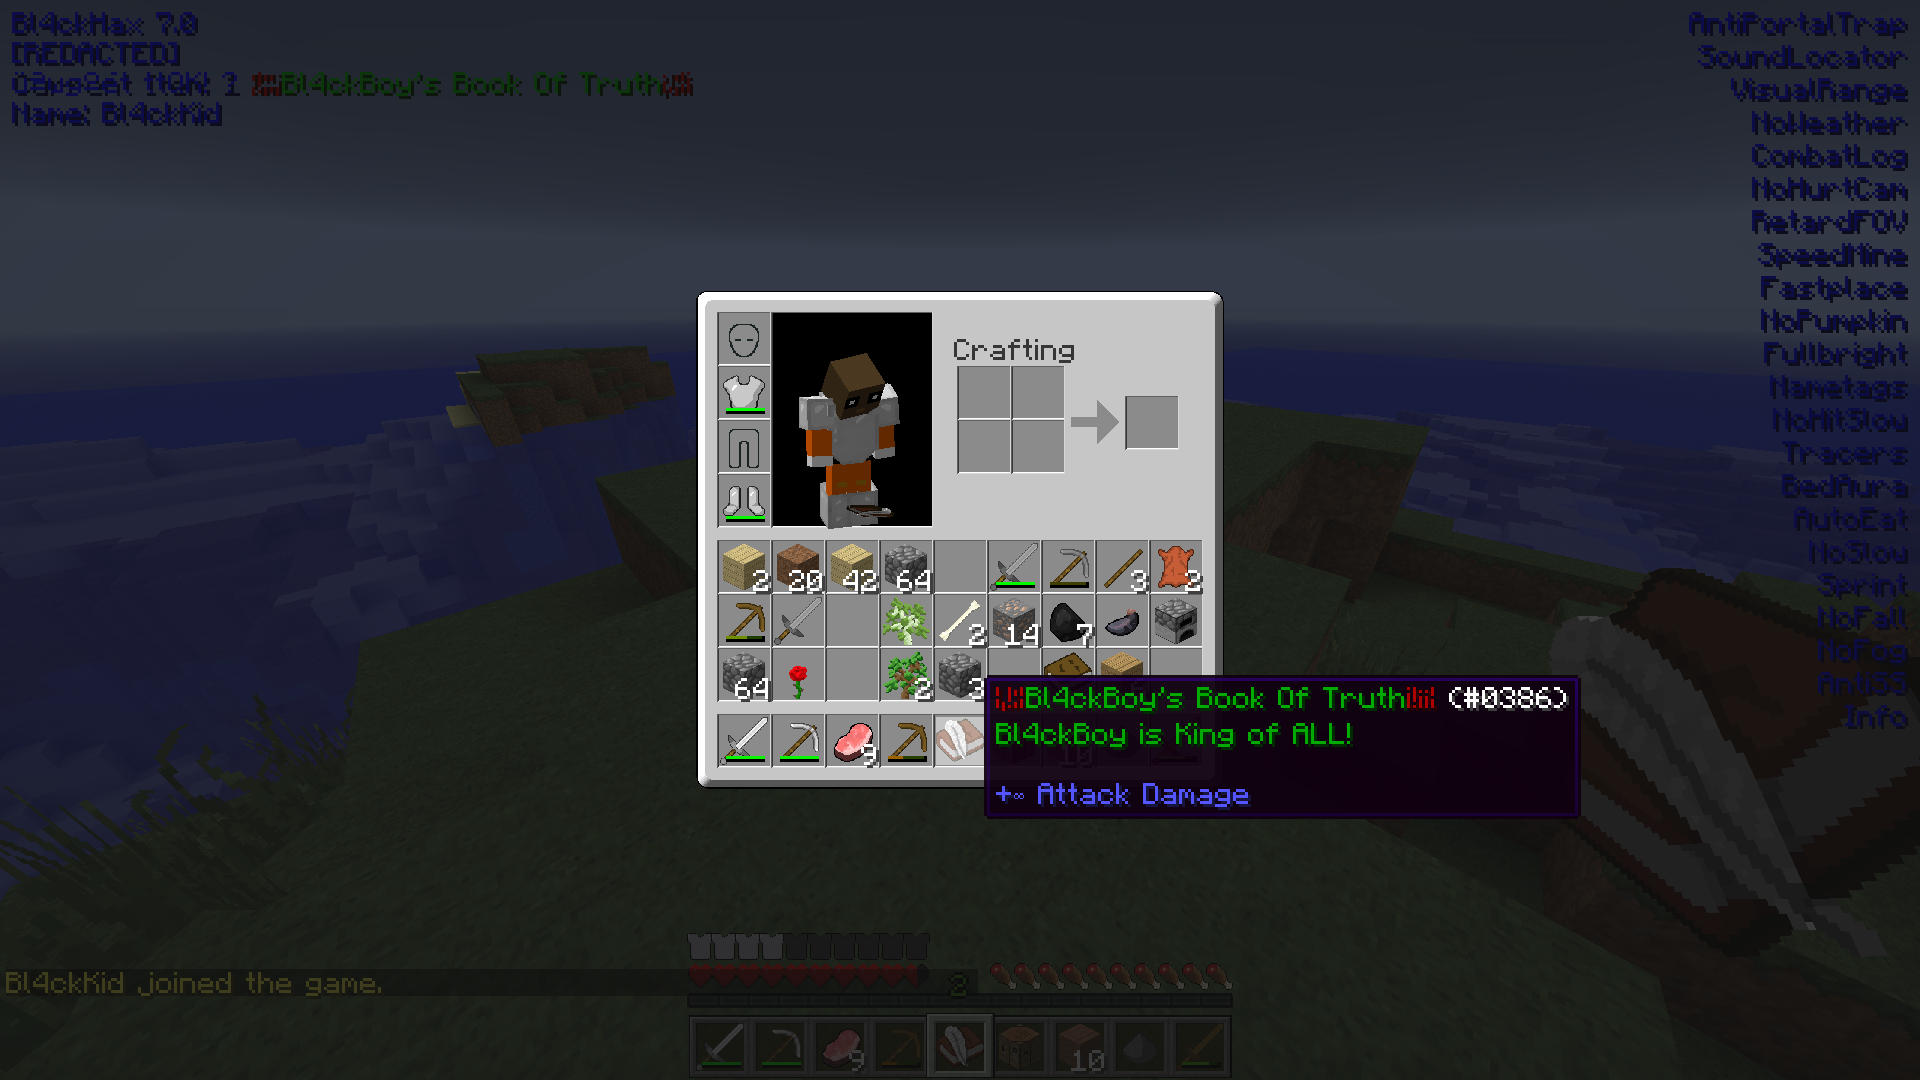 Bl4ckHax 7.0
[REDACTED]
Bl4ckBoy's Book Of Truth
Name: Bl4ckKid
AntiPortalTrap
SoundLocator
VisualRange
NoWeather
CombatLog
NoHurtCam
RetardFOV
SpeedMine
Fastplace
NoPumpkin
Fullbright
Nametags
NoHitSlow
Tracers
BedAura
AutoEat
NoSlow
Sprint
NoFall
NoFog
AntiSS
Info
Crafting
2 20 42 64 3 2
2 14 7
64 2 3
9
Bl4ckBoy's Book Of Truth (#0386)
Bl4ckBoy is King of ALL!
+∞ Attack Damage
Bl4ckKid joined the game.
2
9 10